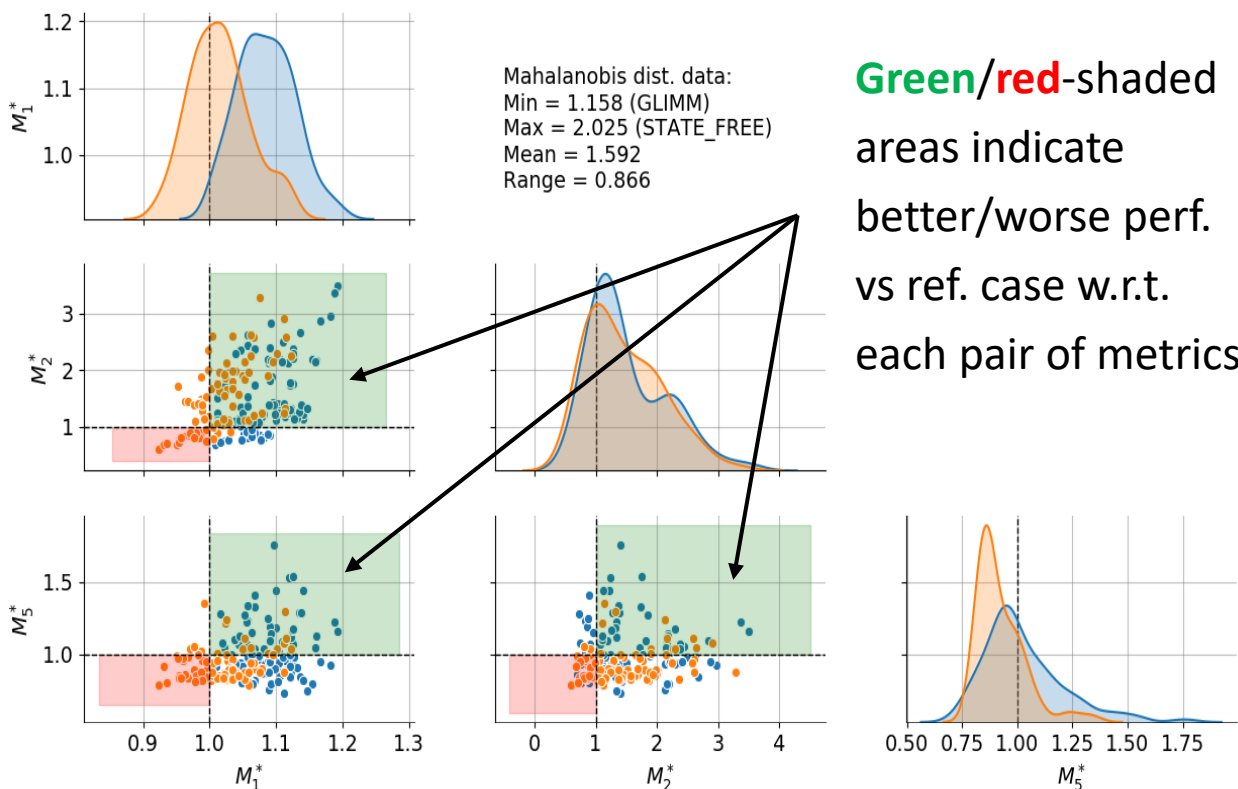 1.2
1.1
1.0
M₁*
Mahalanobis dist. data:
Min = 1.158 (GLIMM)
Max = 2.025 (STATE_FREE)
Mean = 1.592
Range = 0.866
Green/red-shaded
areas indicate
better/worse perf.
vs ref. case w.r.t.
each pair of metrics
3
2
1
M₂*
1.5
1.0
M₅*
0.9 1.0 1.1 1.2 1.3
M₁*
0 1 2 3 4
M₂*
0.50 0.75 1.00 1.25 1.50 1.75
M₅*